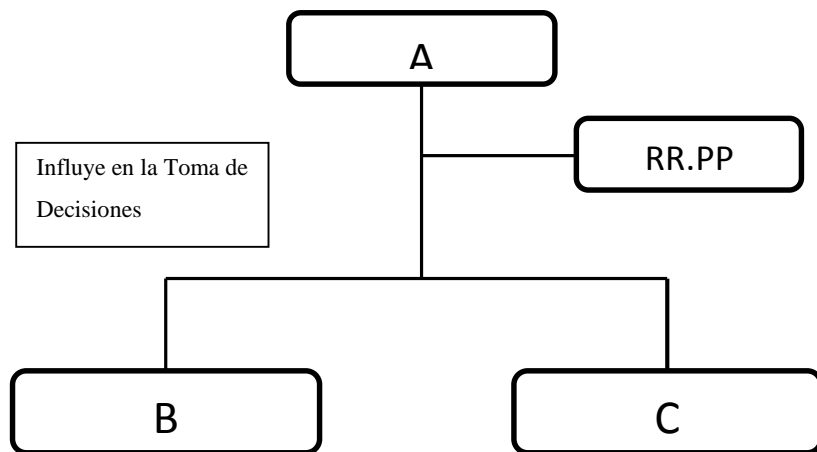 A
RR.PP
Influye en la Toma de
Decisiones
B
C